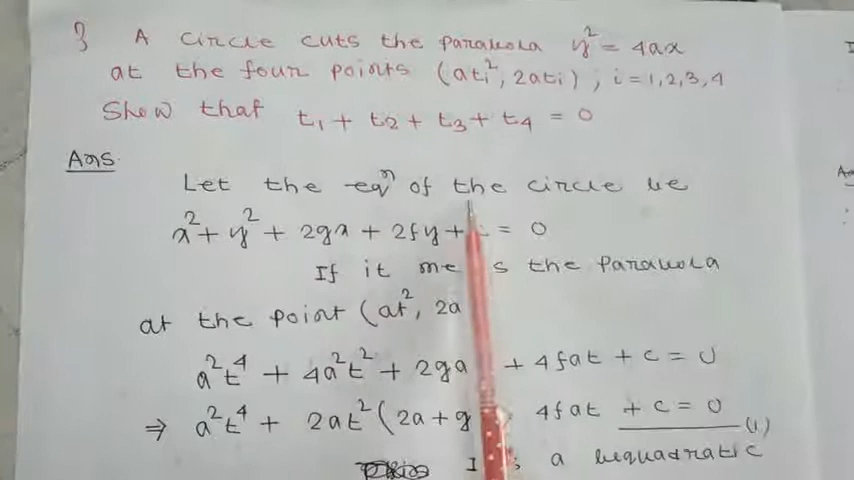 3 A circle cuts the parabola y² = 4ax
at the four points (ati², 2ati), i = 1,2,3,4
Show that t₁ + t₂ + t₃ + t₄ = 0
Ans.
Let the eqⁿ of the circle be
x² + y² + 2gx + 2fy + = 0
If it me s the parabola
at the point (at², 2a
a²t⁴ + 4a²t² + 2ga + 4fat + c = 0
⇒ a²t⁴ + 2at² (2a + g 4fat + c = 0 (1)
a biquadratic